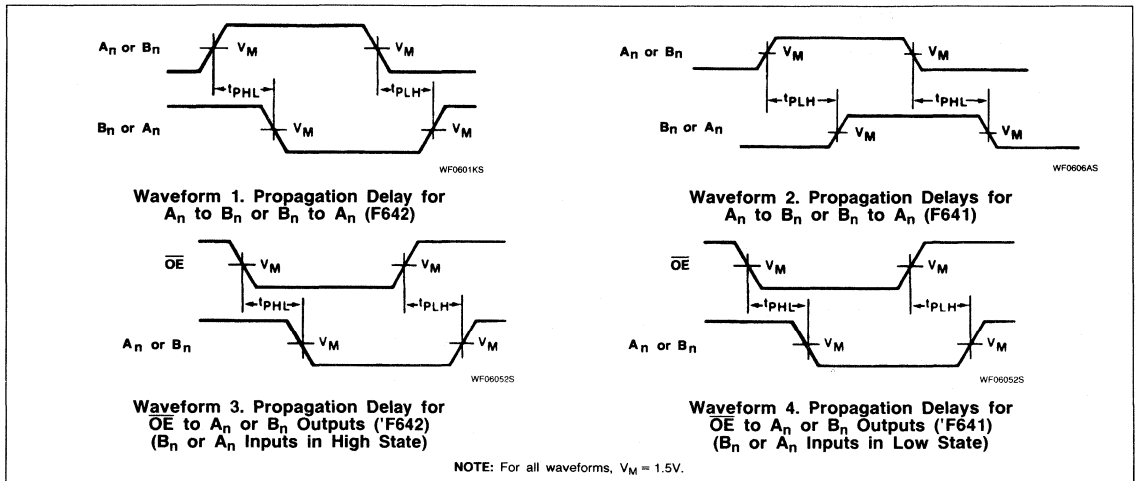 An or Bn
VM
VM
tPHL
tPLH
Bn or An
VM
VM
WF0601KS
Waveform 1. Propagation Delay for
An to Bn or Bn to An (F642)
An or Bn
VM
VM
tPLH
tPHL
Bn or An
VM
VM
WF0606AS
Waveform 2. Propagation Delays for
An to Bn or Bn to An (F641)
OE
VM
VM
tPHL
tPLH
An or Bn
VM
VM
WF06052S
Waveform 3. Propagation Delay for
OE to An or Bn Outputs ('F642)
(Bn or An Inputs in High State)
OE
VM
VM
tPHL
tPLH
An or Bn
VM
VM
WF06052S
Waveform 4. Propagation Delays for
OE to An or Bn Outputs ('F641)
(Bn or An Inputs in Low State)
NOTE: For all waveforms, VM = 1.5V.